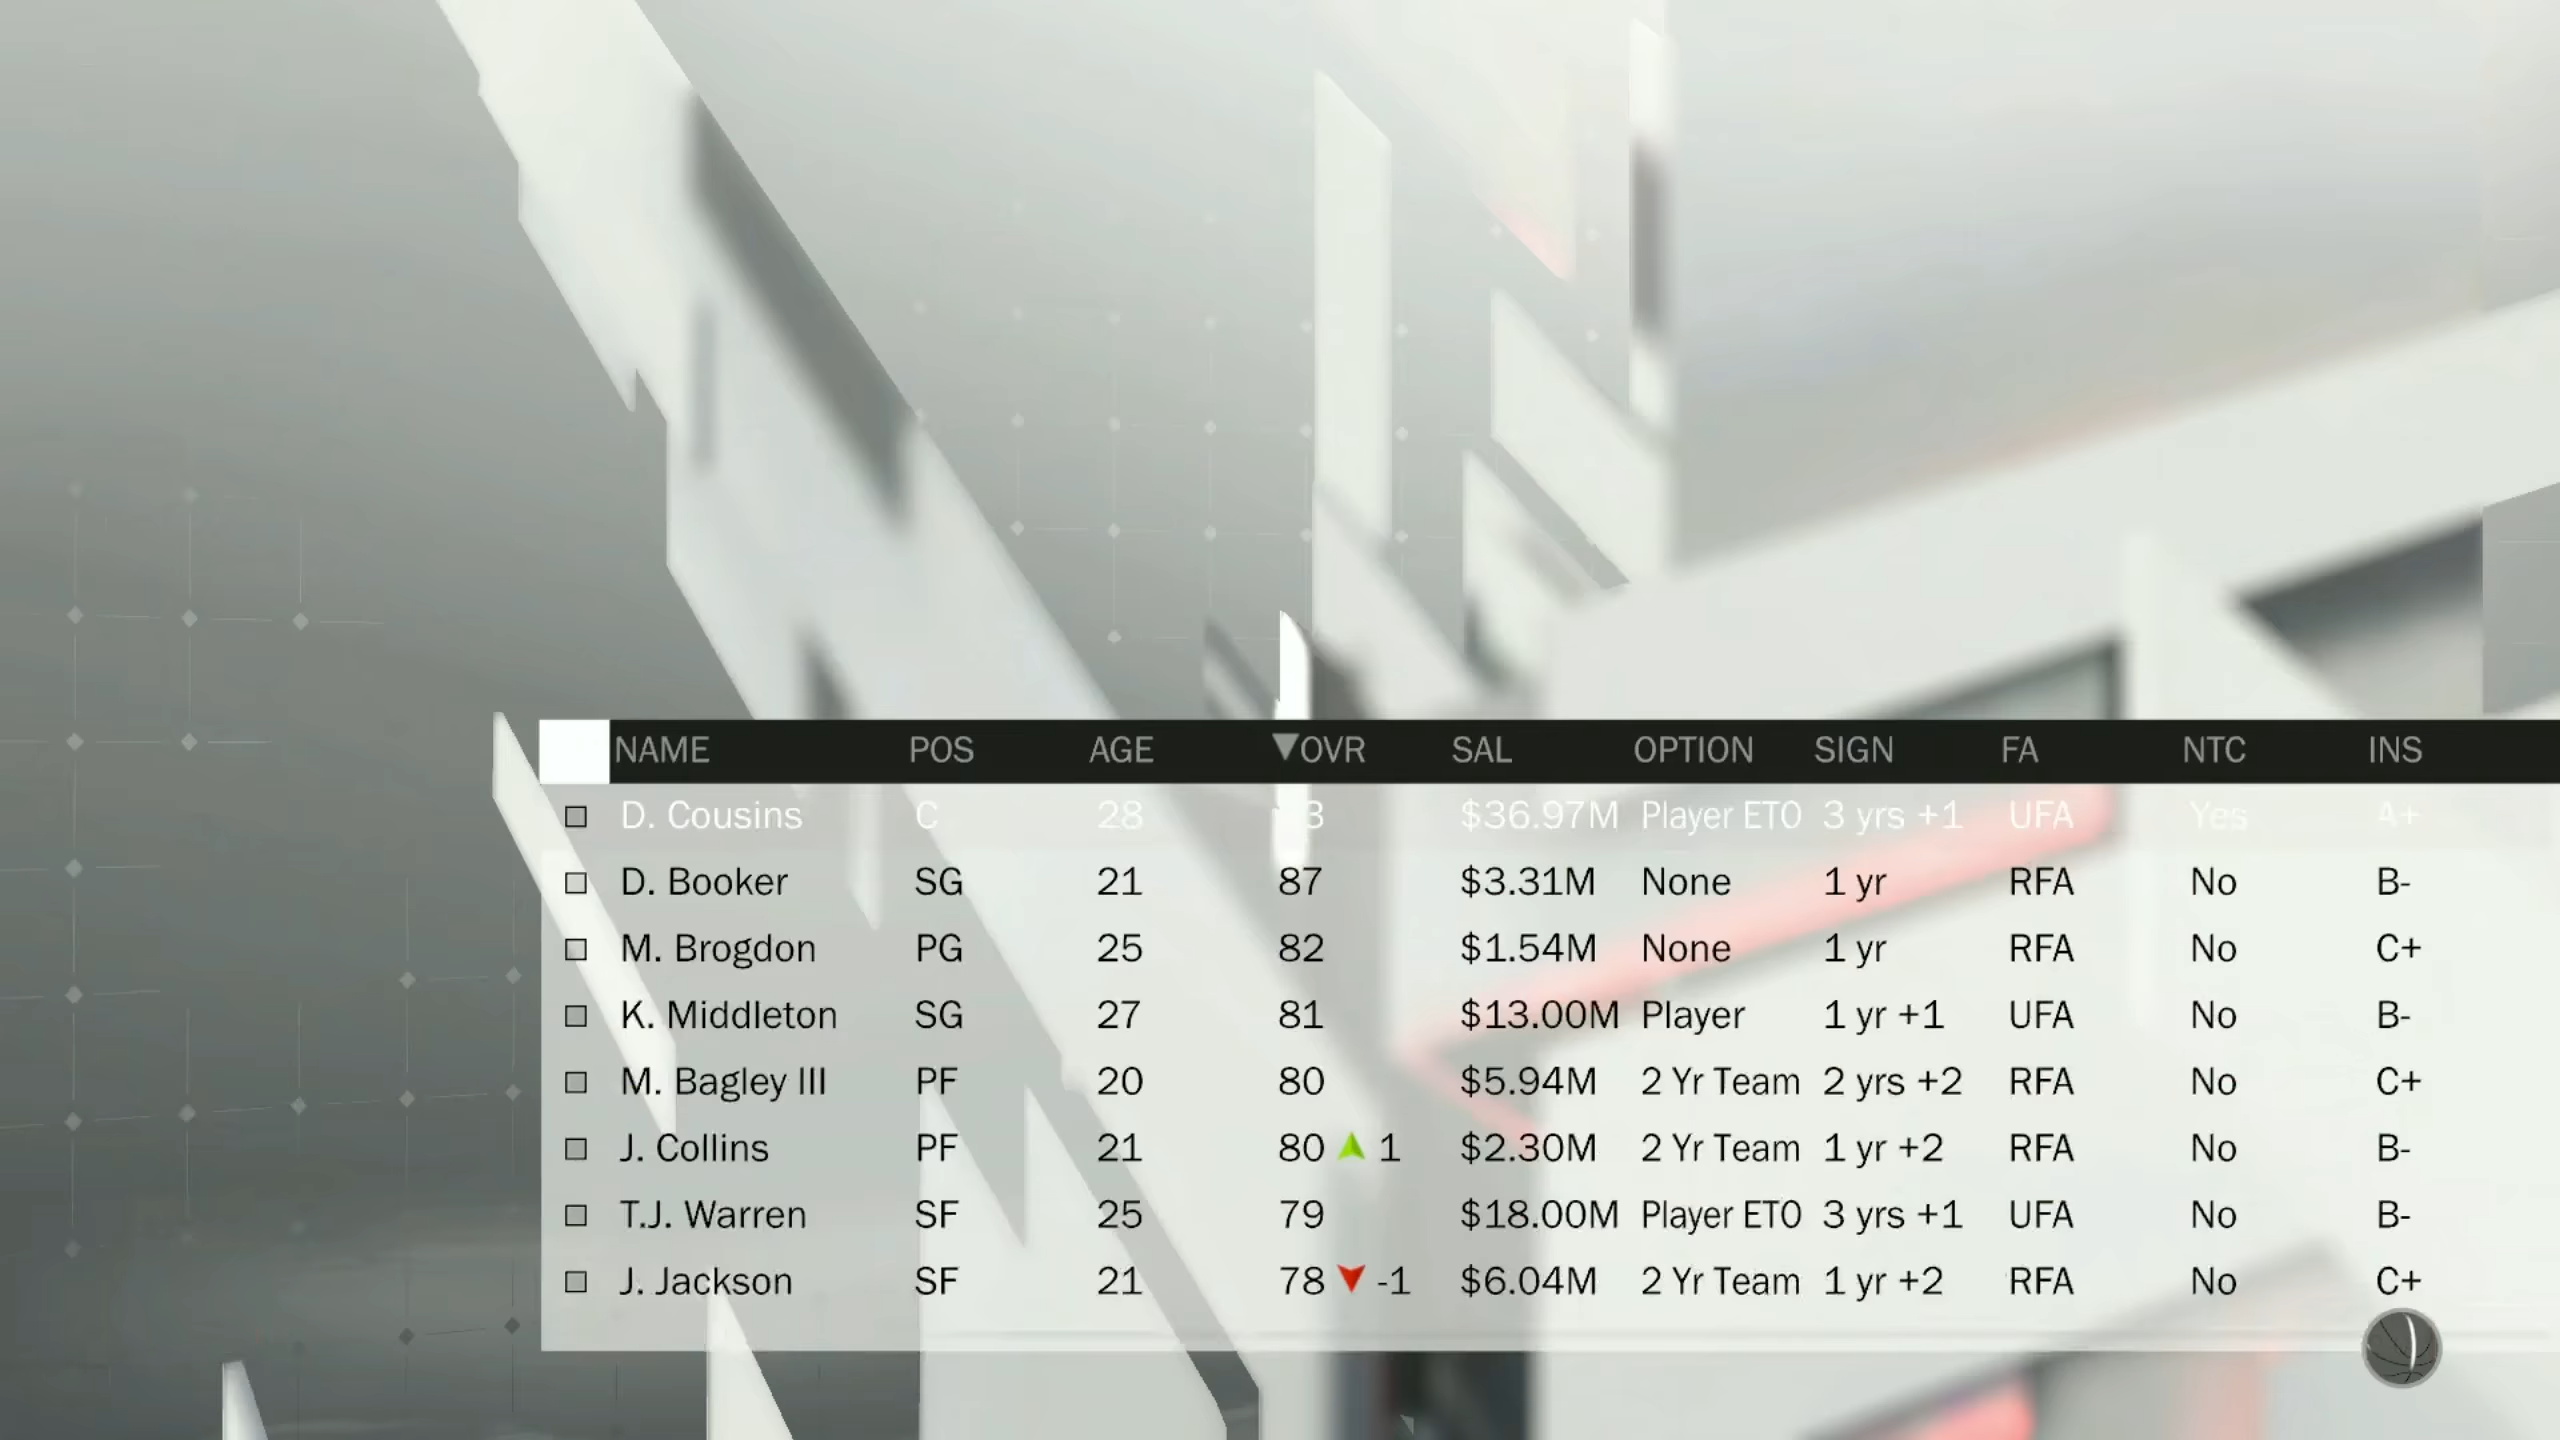 NAME POS AGE ▼OVR SAL OPTION SIGN FA NTC INS
D. Cousins C 28 $36.97M Player ETO 3 yrs +1 UFA Yes A+
D. Booker SG 21 87 $3.31M None 1 yr RFA No B-
M. Brogdon PG 25 82 $1.54M None 1 yr RFA No C+
K. Middleton SG 27 81 $13.00M Player 1 yr +1 UFA No B-
M. Bagley III PF 20 80 $5.94M 2 Yr Team 2 yrs +2 RFA No C+
J. Collins PF 21 80 1 $2.30M 2 Yr Team 1 yr +2 RFA No B-
T.J. Warren SF 25 79 $18.00M Player ETO 3 yrs +1 UFA No B-
J. Jackson SF 21 78 -1 $6.04M 2 Yr Team 1 yr +2 RFA No C+